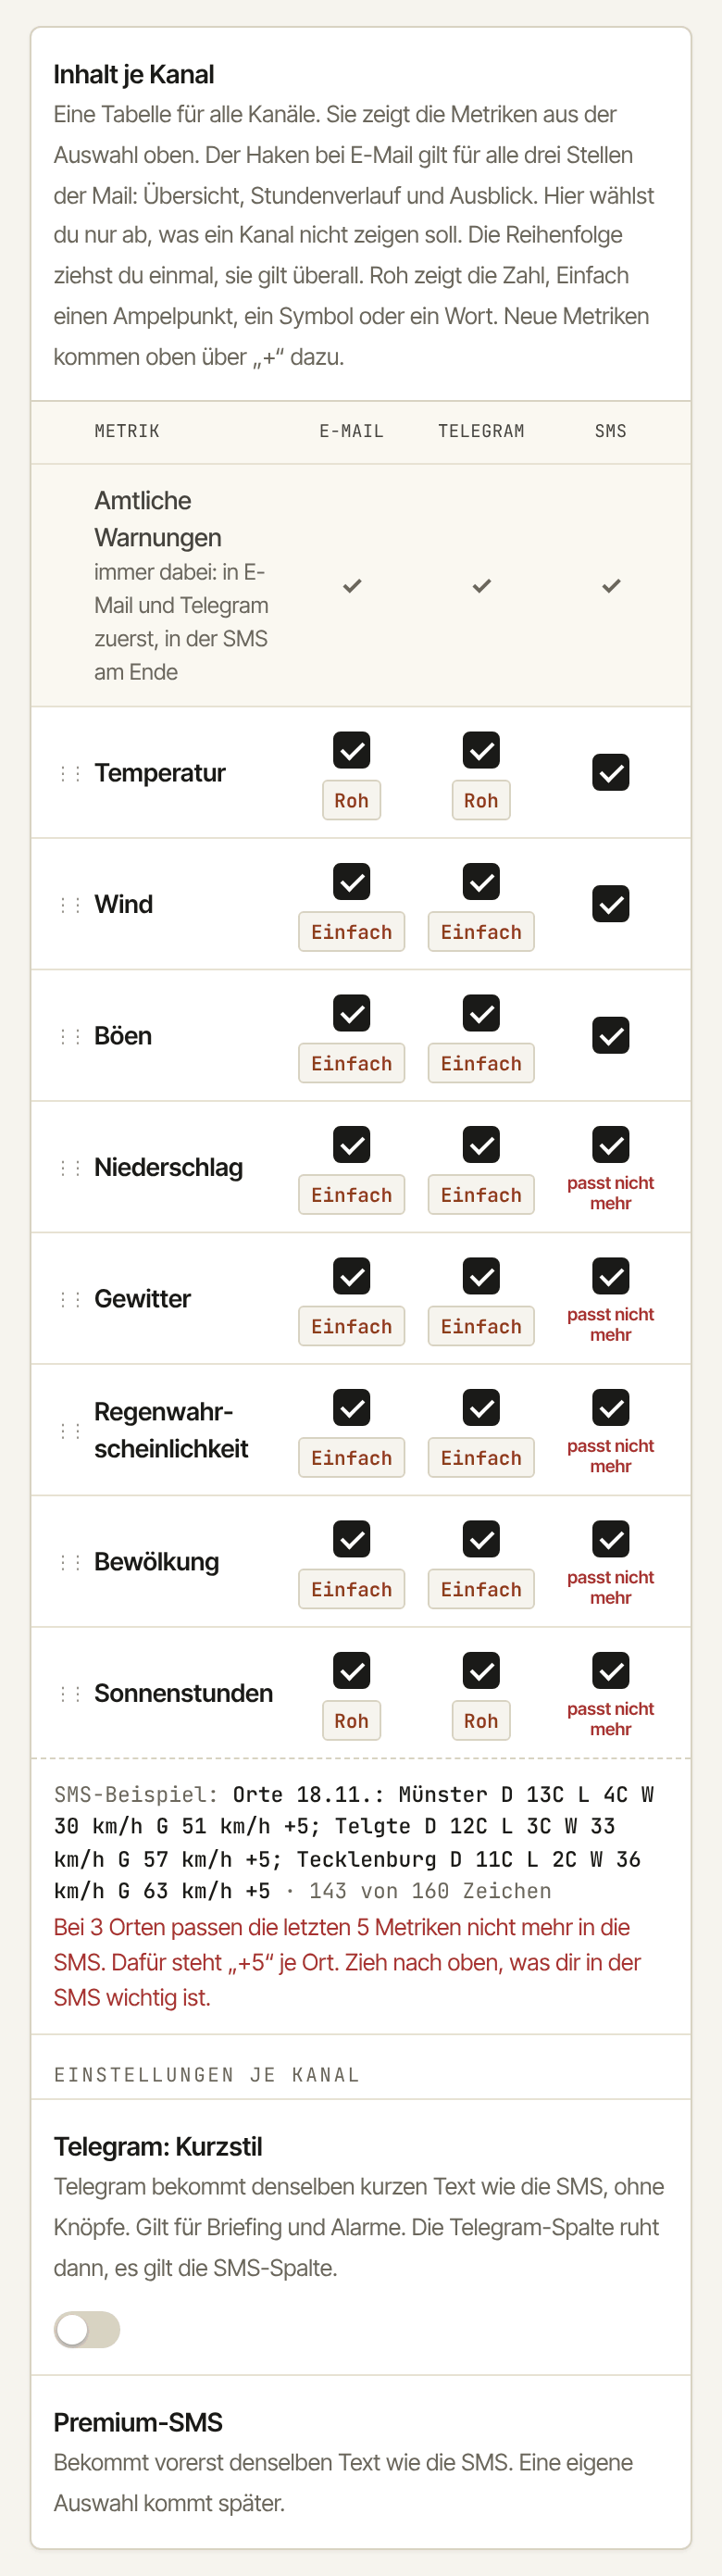 Inhalt je Kanal
Eine Tabelle für alle Kanäle. Sie zeigt die Metriken aus der
Auswahl oben. Der Haken bei E-Mail gilt für alle drei Stellen
der Mail: Übersicht, Stundenverlauf und Ausblick. Hier wählst
du nur ab, was ein Kanal nicht zeigen soll. Die Reihenfolge
ziehst du einmal, sie gilt überall. Roh zeigt die Zahl, Einfach
einen Ampelpunkt, ein Symbol oder ein Wort. Neue Metriken
kommen oben über „+“ dazu.
METRIK E-MAIL TELEGRAM SMS
Amtliche
Warnungen
immer dabei: in E-
Mail und Telegram
zuerst, in der SMS
am Ende
Temperatur
Roh Roh
Wind
Einfach Einfach
Böen
Einfach Einfach
Niederschlag
Einfach Einfach passt nicht
mehr
Gewitter
Einfach Einfach passt nicht
mehr
Regenwahr-
scheinlichkeit
Einfach Einfach passt nicht
mehr
Bewölkung
Einfach Einfach passt nicht
mehr
Sonnenstunden
Roh Roh passt nicht
mehr
SMS-Beispiel: Orte 18.11.: Münster D 13C L 4C W
30 km/h G 51 km/h +5; Telgte D 12C L 3C W 33
km/h G 57 km/h +5; Tecklenburg D 11C L 2C W 36
km/h G 63 km/h +5 · 143 von 160 Zeichen
Bei 3 Orten passen die letzten 5 Metriken nicht mehr in die
SMS. Dafür steht „+5“ je Ort. Zieh nach oben, was dir in der
SMS wichtig ist.
EINSTELLUNGEN JE KANAL
Telegram: Kurzstil
Telegram bekommt denselben kurzen Text wie die SMS, ohne
Knöpfe. Gilt für Briefing und Alarme. Die Telegram-Spalte ruht
dann, es gilt die SMS-Spalte.
Premium-SMS
Bekommt vorerst denselben Text wie die SMS. Eine eigene
Auswahl kommt später.